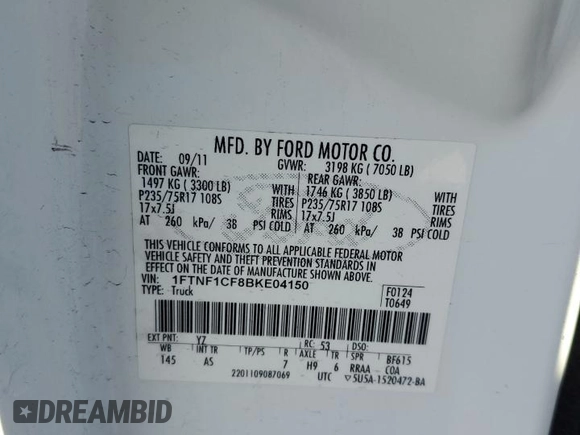 MFD. BY FORD MOTOR CO.
DATE: 09/11 GVWR: 3198 KG ( 7050 LB)
FRONT GAWR: REAR GAWR:
1497 KG ( 3300 LB) 1746 KG ( 3850 LB)
P235/75R17 108S TIRES P235/75R17 108S TIRES
17x7.5J RIMS 17x7.5J RIMS
AT 260 kPa/ 38 PSI COLD AT 260 kPa/ 38 PSI COLD
THIS VEHICLE CONFORMS TO ALL APPLICABLE FEDERAL MOTOR
VEHICLE SAFETY AND THEFT PREVENTION STANDARDS IN EFFECT ON
THE DATE OF MANUFACTURE SHOWN ABOVE.
VIN: 1FTNF1CF8BKE04150
TYPE: Truck
F0124
T0649
EXT PNT: YZ RC: 53 DSO:
WB INT TR TP/PS R AXLE TR SPR BF615
145 AS 7 H9 6 RRAA COA
2201109087069 UTC 5U5A-1520472-BA
DREAMBID